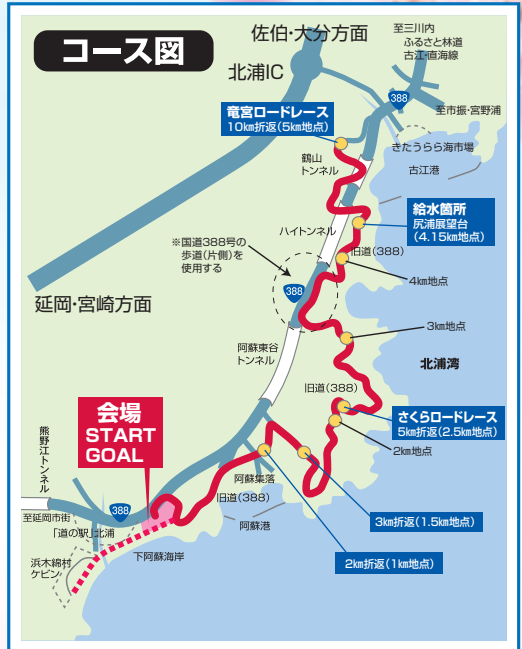 コース図
佐伯・大分方面
北浦IC
至三川内
ふるさと林道
古江・直海線
388
至市振・宮野浦
竜宮ロードレース
10km折返(5km地点)
きたうらら海市場
鶴山
トンネル
古江港
給水箇所
尻浦展望台
(4.15km地点)
ハイトンネル
※国道388号の
歩道(片側)を
使用する
旧道(388)
4km地点
388
延岡・宮崎方面
3km地点
阿蘇東谷
トンネル
北浦湾
旧道(388)
さくらロードレース
5km折返(2.5km地点)
2km地点
会場
START
GOAL
熊野江トンネル
阿蘇集落
旧道(388)
3km折返(1.5km地点)
388
至延岡市街
阿蘇港
「道の駅」北浦
2km折返(1km地点)
下阿蘇海岸
浜木綿村
ケビン